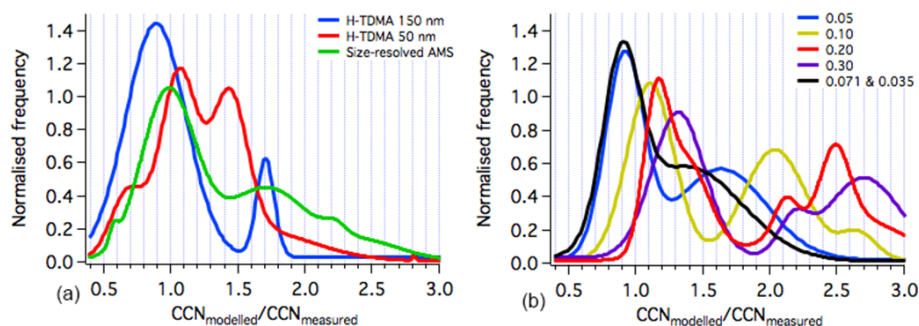 H-TDMA 150 nm
H-TDMA 50 nm
Size-resolved AMS
Normalised frequency
1.4
1.2
1.0
0.8
0.6
0.4
0.2
0.0
0.5 1.0 1.5 2.0 2.5 3.0
(a)
CCNmodelled/CCNmeasured
0.05
0.10
0.20
0.30
0.071 & 0.035
Normalised frequency
1.4
1.2
1.0
0.8
0.6
0.4
0.2
0.0
0.5 1.0 1.5 2.0 2.5 3.0
(b)
CCNmodelled/CCNmeasured